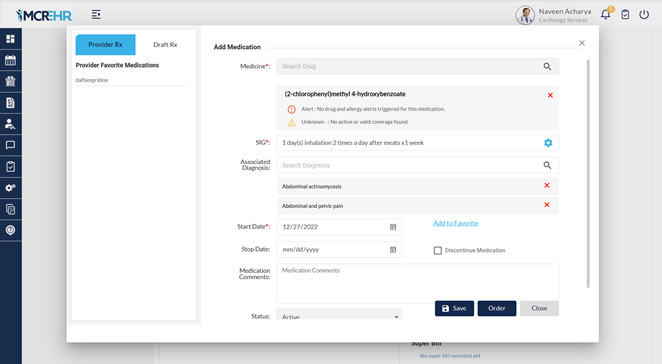 MCREHR
Naveen Acharya
Cardiology Services
Provider Rx
Draft Rx
Provider Favorite Medications
dalfampridine
Add Medication
Medicine*:
Search Drug
(2-chlorophenyl)methyl 4-hydroxybenzoate
Alert : No drug and allergy alerts triggered for this medication.
Unknown - : No active or valid coverage found.
SIG*:
1 day(s) inhalation 2 times a day after meats x1 week
Associated
Diagnosis:
Search Diagnosis
Abdominal actinomycosis
Abdominal and pelvic pain
Start Date*:
12/27/2022
Add to Favorite
Stop Date:
mm/dd/yyyy
Discontinue Medication
Medication
Comments:
Medication Comments
Save
Order
Close
Status:
Active
Super Bill
No super bill recorded yet